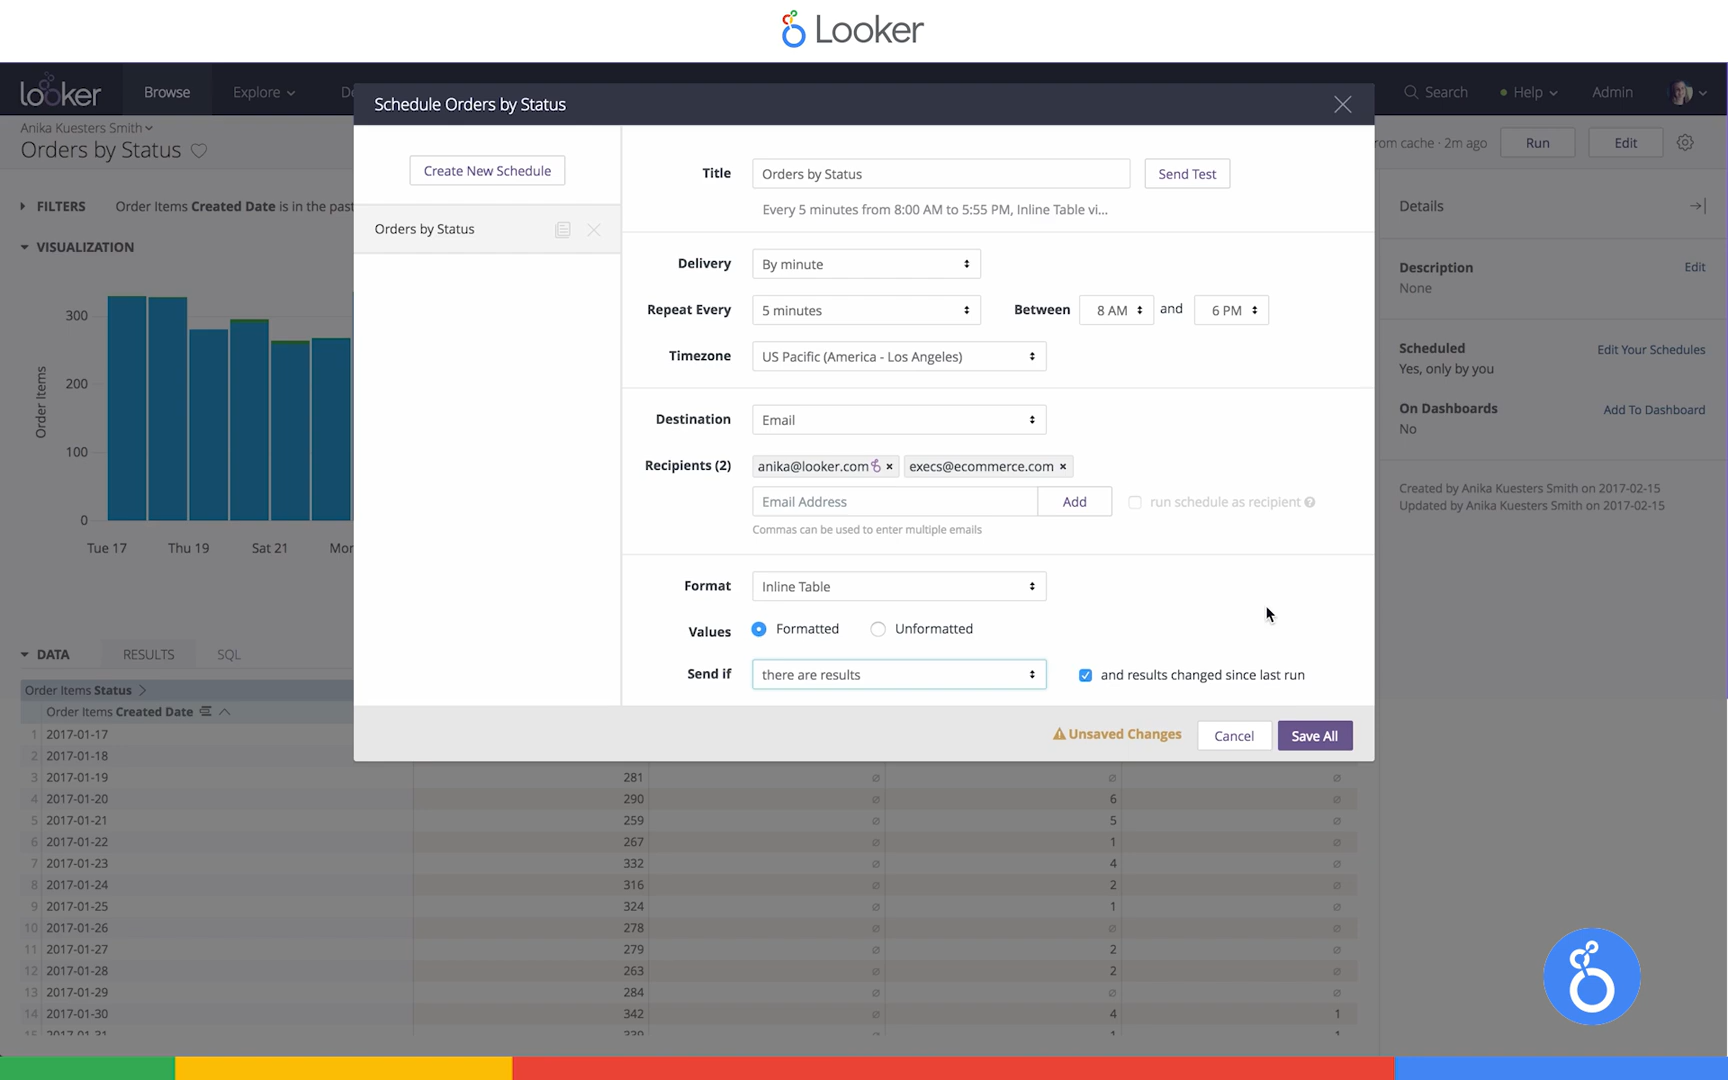 Looker
looker
Browse
Explore
De
Search
Help
Admin
Anika Kuesters Smith
Orders by Status
rom cache · 2m ago
Run
Edit
FILTERS
Order Items Created Date is in the past
VISUALIZATION
300
200
100
0
Order Items
Tue 17
Thu 19
Sat 21
Mor
Schedule Orders by Status
Create New Schedule
Orders by Status
Title
Orders by Status
Send Test
Every 5 minutes from 8:00 AM to 5:55 PM, Inline Table vi...
Delivery
By minute
Repeat Every
5 minutes
Between
8 AM
and
6 PM
Timezone
US Pacific (America - Los Angeles)
Destination
Email
Recipients (2)
anika@looker.com ×
execs@ecommerce.com ×
Email Address
Add
run schedule as recipient
Commas can be used to enter multiple emails
Format
Inline Table
Values
Formatted
Unformatted
Send if
there are results
and results changed since last run
Unsaved Changes
Cancel
Save All
Details
Description
Edit
None
Scheduled
Edit Your Schedules
Yes, only by you
On Dashboards
Add To Dashboard
No
Created by Anika Kuesters Smith on 2017-02-15
Updated by Anika Kuesters Smith on 2017-02-15
DATA
RESULTS
SQL
Order Items Status
Order Items Created Date
1 2017-01-17
2 2017-01-18
3 2017-01-19 281 ∅ ∅ ∅
4 2017-01-20 290 ∅ 6 ∅
5 2017-01-21 259 ∅ 5 ∅
6 2017-01-22 267 ∅ 1 ∅
7 2017-01-23 332 ∅ 4 ∅
8 2017-01-24 316 ∅ 2 ∅
9 2017-01-25 324 ∅ 1 ∅
10 2017-01-26 278 ∅ ∅ ∅
11 2017-01-27 279 ∅ 2 ∅
12 2017-01-28 263 ∅ 2 ∅
13 2017-01-29 284 ∅ ∅ ∅
14 2017-01-30 342 ∅ 4 1